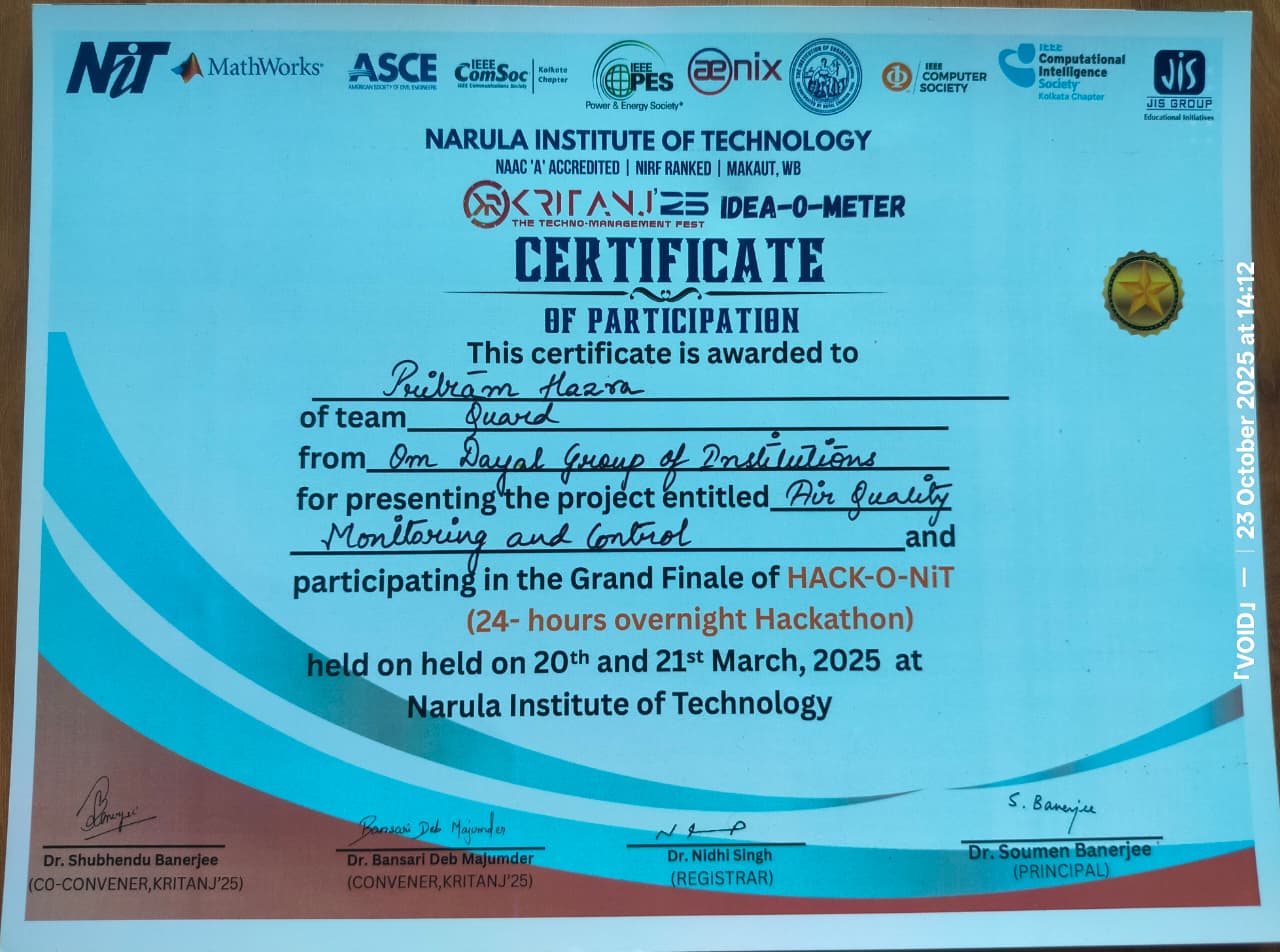 NiT MathWorks® ASCE AMERICAN SOCIETY OF CIVIL ENGINEERS IEEE ComSoc IEEE Communications Society Kolkata Chapter IEEE PES Power & Energy Society® aenix IEEE COMPUTER SOCIETY IEEE Computational Intelligence Society Kolkata Chapter JIS JIS GROUP Educational Initiatives
NARULA INSTITUTE OF TECHNOLOGY
NAAC 'A' ACCREDITED | NIRF RANKED | MAKAUT, WB
KRITANJ'25 IDEA-O-METER
THE TECHNO-MANAGEMENT FEST
CERTIFICATE
OF PARTICIPATION
This certificate is awarded to
Pritam Hazra
of team Quard
from Om Dayal Group of Institutions
for presenting the project entitled Air Quality
Monitoring and Control and
participating in the Grand Finale of HACK-O-NiT
(24- hours overnight Hackathon)
held on held on 20th and 21st March, 2025 at
Narula Institute of Technology
S. Banerjee
Bansari Deb Majumder
Dr. Shubhendu Banerjee
(CO-CONVENER,KRITANJ'25)
Dr. Bansari Deb Majumder
(CONVENER,KRITANJ'25)
Dr. Nidhi Singh
(REGISTRAR)
Dr. Soumen Banerjee
(PRINCIPAL)
꜒VOIDꓙ — | 23 October 2025 at 14:12